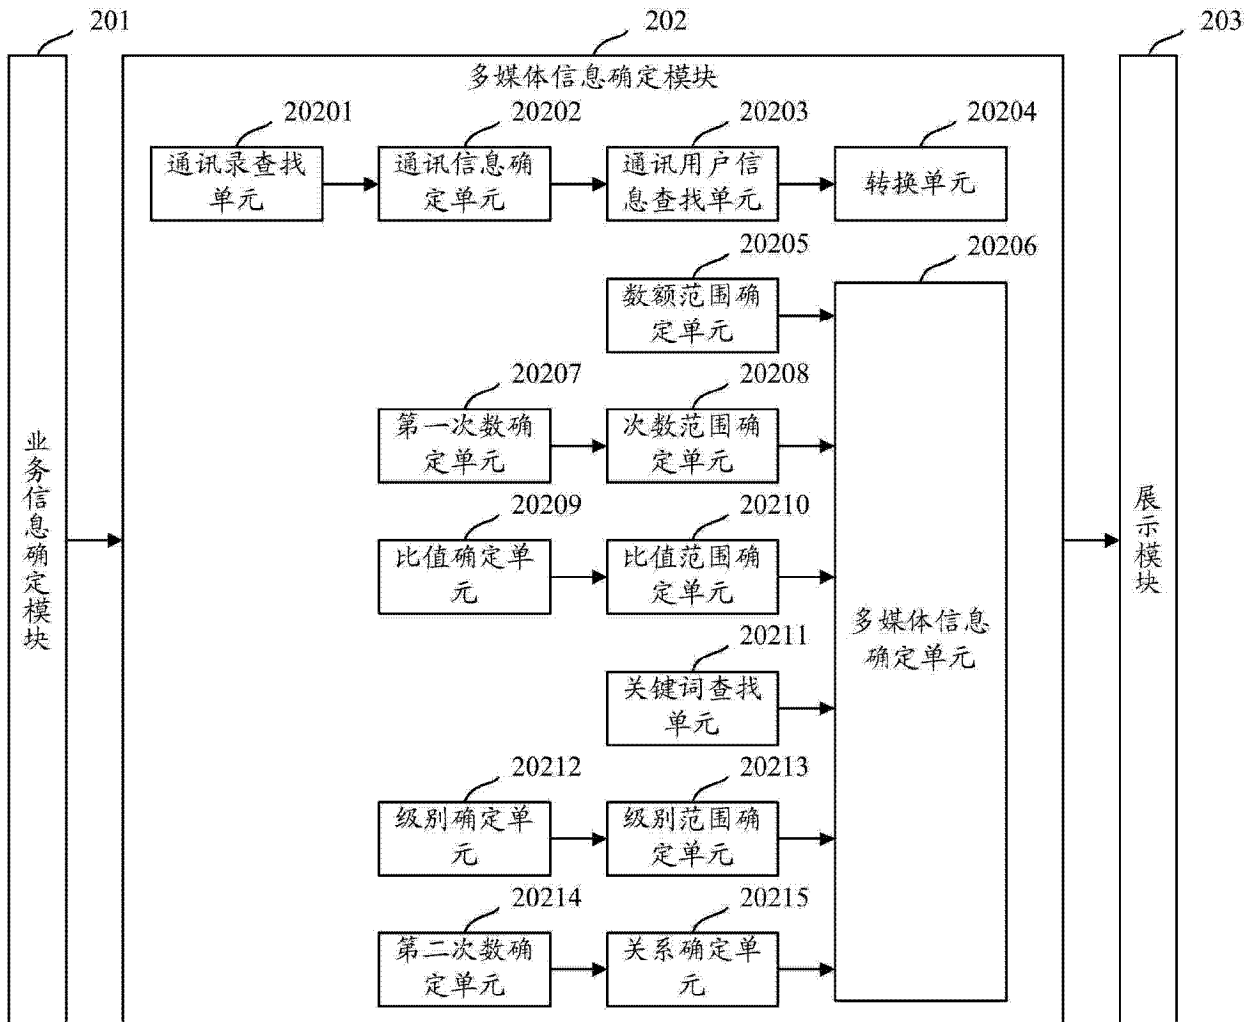 201
202
203
多媒体信息确定模块
20201
20202
20203
20204
通讯录查找
单元
通讯信息确
定单元
通讯用户信
息查找单元
转换单元
20205
20206
数额范围确
定单元
20207
20208
第一次数确
定单元
次数范围确
定单元
业务信息确定模块
20209
20210
比值确定单
元
比值范围确
定单元
展示模块
多媒体信息
确定单元
20211
关键词查找
单元
20212
20213
级别确定单
元
级别范围确
定单元
20214
20215
第二次数确
定单元
关系确定单
元